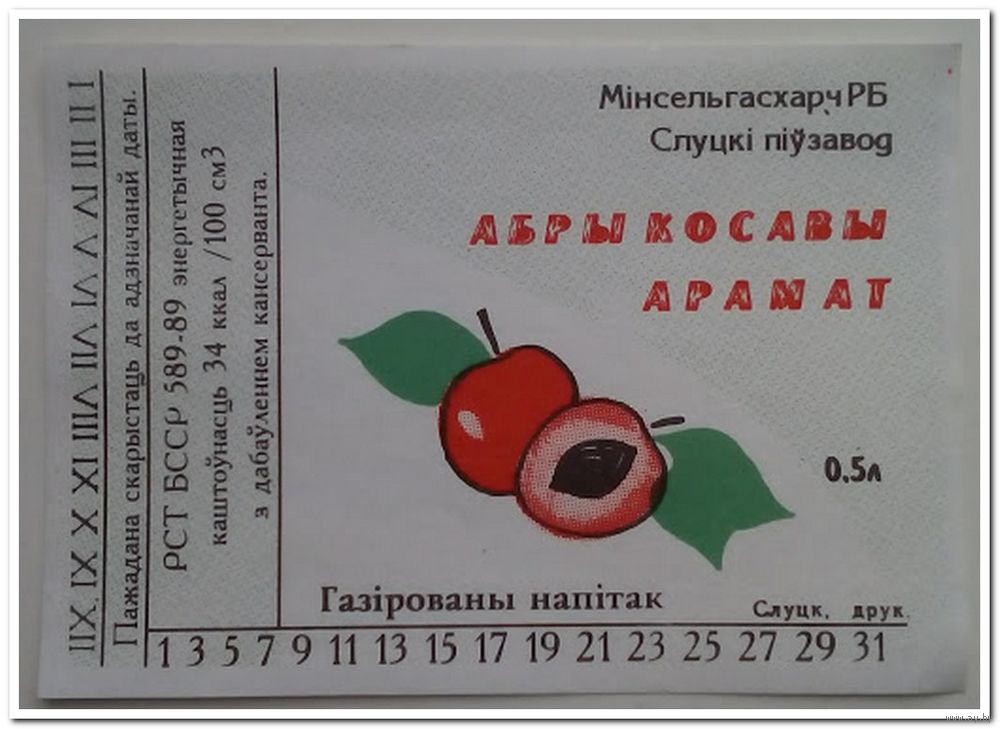 I II III IV V VI VII VIII IX X XI XII
Пажадана скарыстаць да адзначанай даты.
РСТ БССР 589-89 энергетычная
каштоўнасць 34 ккал /100 см3
з дабаўленнем кансерванта.
Мінсельгасхарч РБ
Слуцкі піўзавод
АБРЫКОСАВЫ
АРАМАТ
0,5л
Газірованы напітак
Слуцк. друк.
1 3 5 7 9 11 13 15 17 19 21 23 25 27 29 31